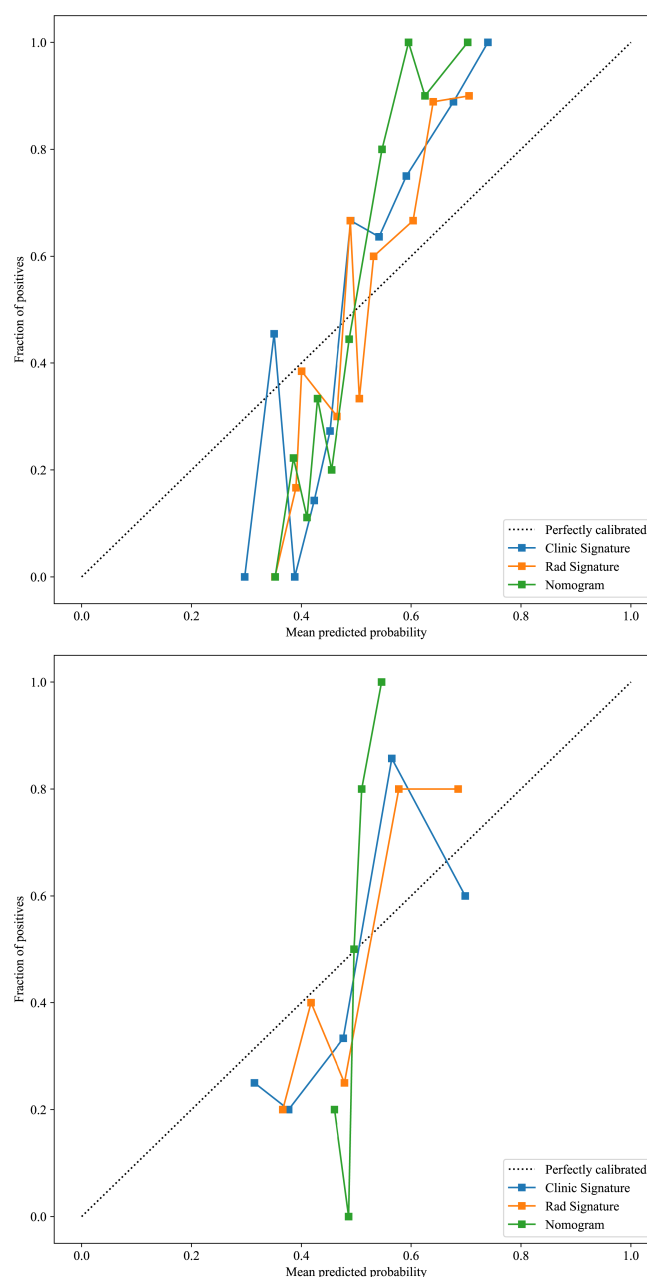 1.0
0.8
0.6
0.4
0.2
0.0
Fraction of positives
Perfectly calibrated
Clinic Signature
Rad Signature
Nomogram
0.0 0.2 0.4 0.6 0.8 1.0
Mean predicted probability
1.0
0.8
0.6
0.4
0.2
0.0
Fraction of positives
Perfectly calibrated
Clinic Signature
Rad Signature
Nomogram
0.0 0.2 0.4 0.6 0.8 1.0
Mean predicted probability